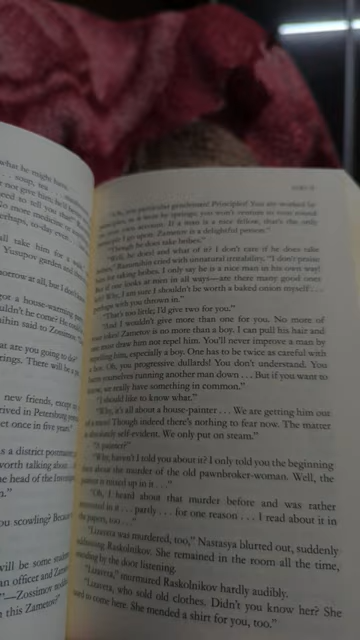 what he might have
. . . soup, tea . . .
not give him; he'd
eed to tell you that
No more medicine or
perhaps, to-day even
all take him for a walk
Yusupov garden and
orrow at all, but I don't
got a house-warming
uldn't he come? He
mihin said to Zossimov.
at are you going to do?"
rings. There will be a
new friends, except
rived in Petersburg
et once in five years."
s a district postmaster
worth talking about.
he head of the
n."
ou scowling? Because
will be some students
an officer and Zametov."
"—Zossimov nodded
h this Zametov?"
particular gentleman! Principles! You are worked by
principles, as it were by springs; you won't venture to turn round
on your own account. If a man is a nice fellow, that's the only
principle I go upon. Zametov is a delightful person."
"Though he does take bribes."
"Well, he does! and what of it? I don't care if he does take
bribes," Razumihin cried with unnatural irritability. "I don't praise
him for taking bribes. I only say he is a nice man in his own way!
But if one looks at men in all ways—are there many good ones
left? Why, I am sure I shouldn't be worth a baked onion myself . . .
perhaps with you thrown in."
"That's too little; I'd give two for you."
"And I wouldn't give more than one for you. No more of
your jokes! Zametov is no more than a boy. I can pull his hair and
one must draw him not repel him. You'll never improve a man by
repelling him, especially a boy. One has to be twice as careful with
a boy. Oh, you progressive dullards! You don't understand. You
harm yourselves running another man down . . . But if you want to
know, we really have something in common."
"I should like to know what."
"Why, it's all about a house-painter . . . We are getting him out
of a mess! Though indeed there's nothing to fear now. The matter
is absolutely self-evident. We only put on steam."
"A painter?"
"Why, haven't I told you about it? I only told you the beginning
then about the murder of the old pawnbroker-woman. Well, the
painter is mixed up in it . . ."
"Oh, I heard about that murder before and was rather
interested in it . . . partly . . . for one reason . . . I read about it in
the papers, too . . ."
"Lizaveta was murdered, too," Nastasya blurted out, suddenly
addressing Raskolnikov. She remained in the room all the time,
standing by the door listening.
"Lizaveta," murmured Raskolnikov hardly audibly.
"Lizaveta, who sold old clothes. Didn't you know her? She
used to come here. She mended a shirt for you, too."